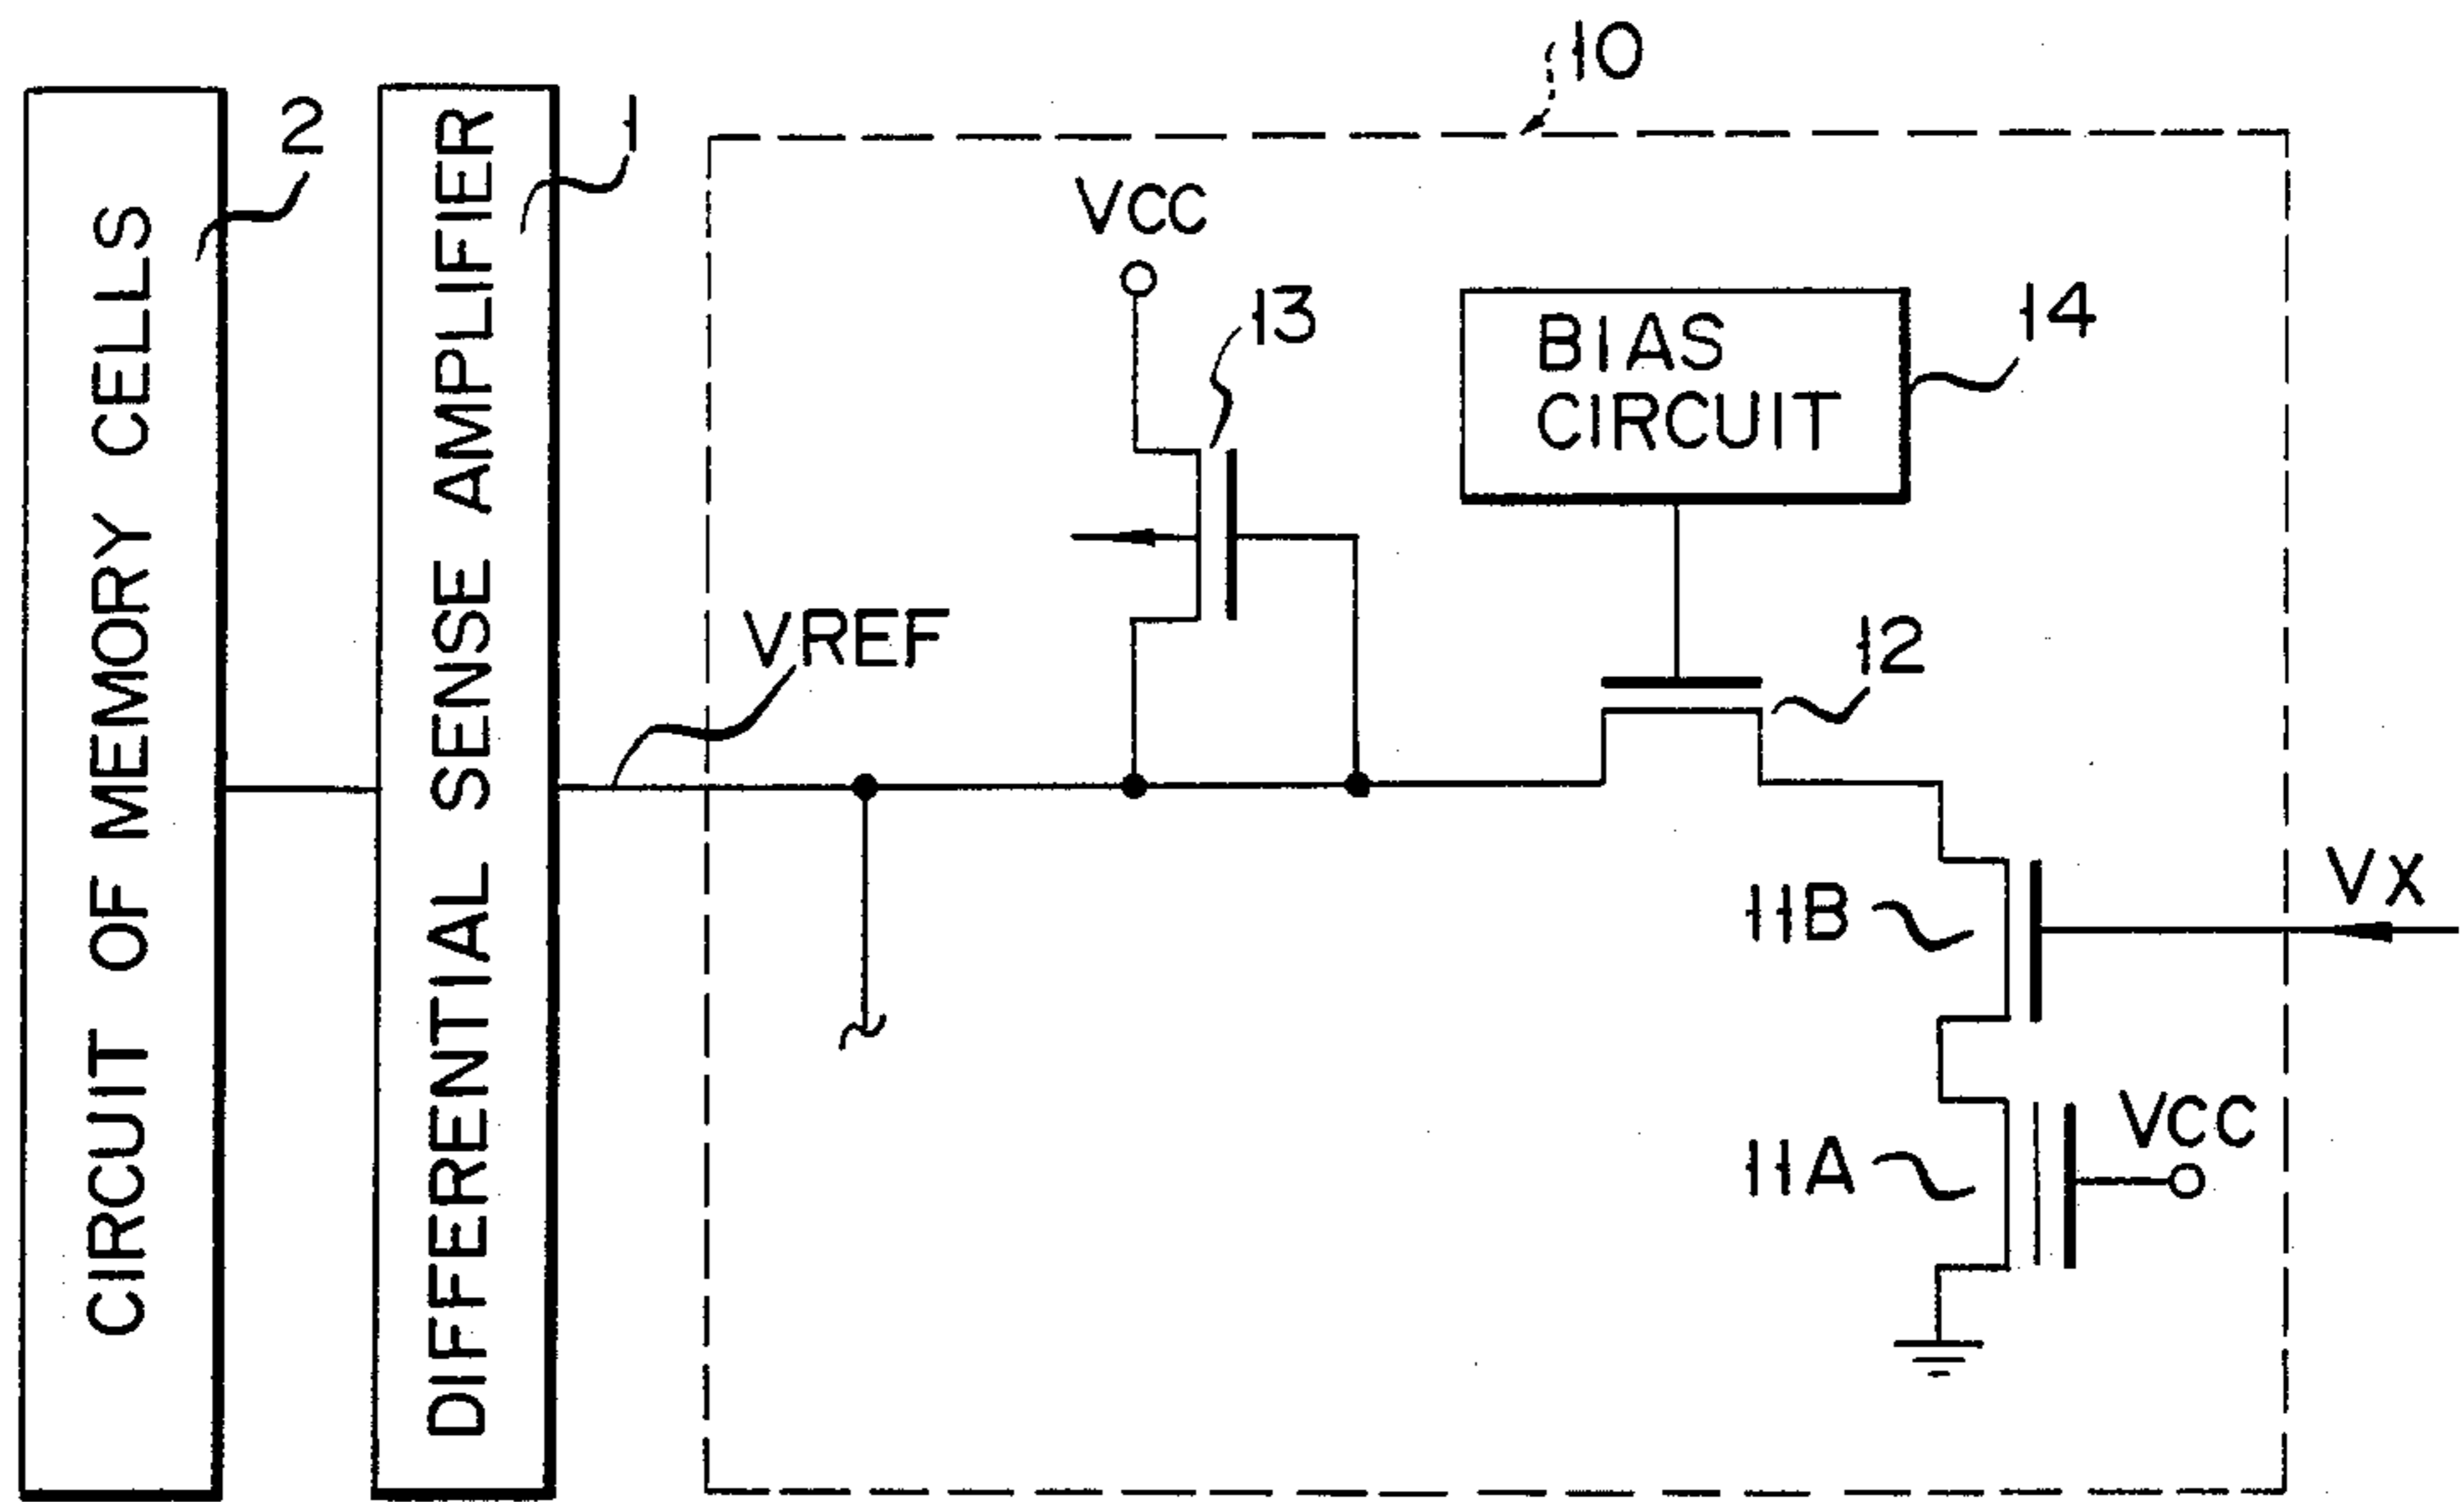 10
2
1
CIRCUIT OF MEMORY CELLS
DIFFERENTIAL SENSE AMPLIFIER
VCC
13
BIAS
CIRCUIT
14
VREF
12
11B
VX
11A
VCC